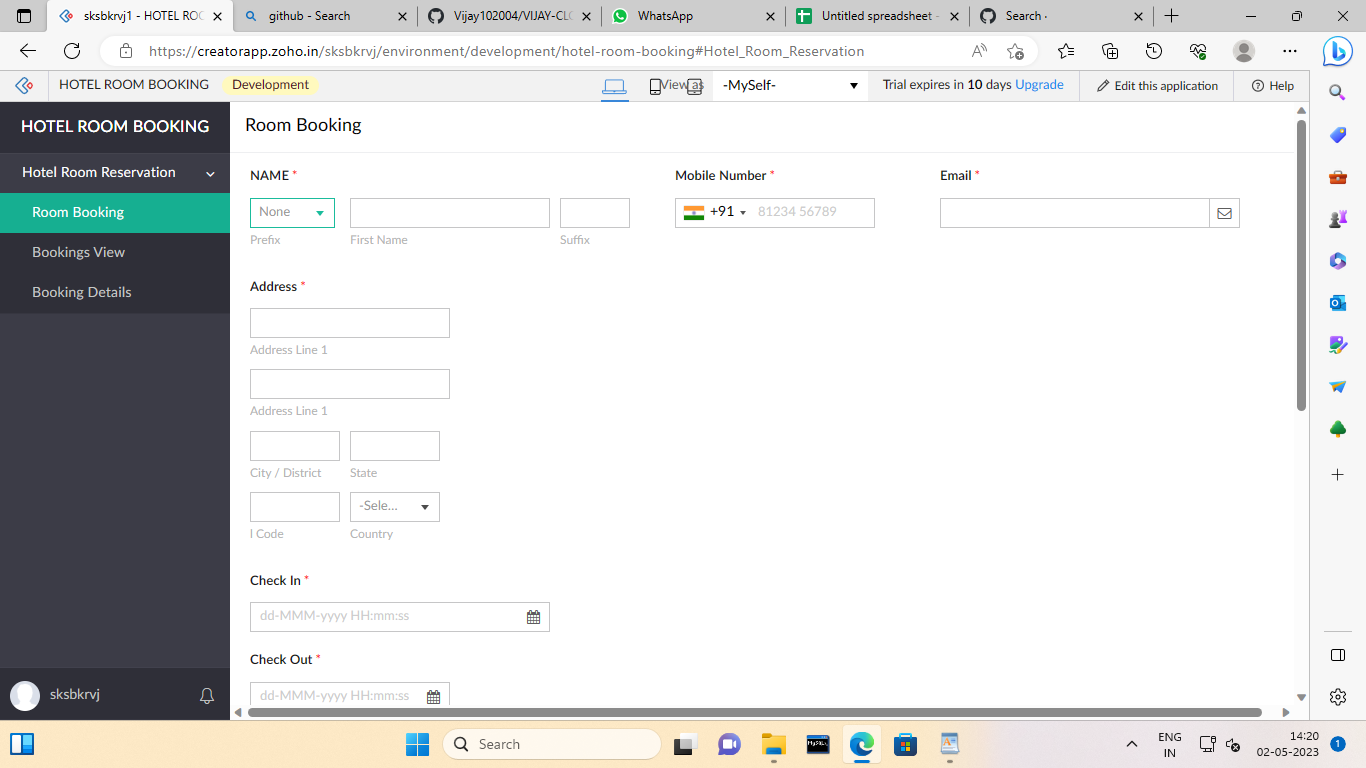 sksbkrvj1 - HOTEL ROO
github - Search
Vijay102004/VIJAY-CLO
WhatsApp
Untitled spreadsheet -
Search ·
https://creatorapp.zoho.in/sksbkrvj/environment/development/hotel-room-booking#Hotel_Room_Reservation
HOTEL ROOM BOOKING
Development
View as
-MySelf-
Trial expires in 10 days Upgrade
Edit this application
Help
HOTEL ROOM BOOKING
Hotel Room Reservation
Room Booking
Bookings View
Booking Details
sksbkrvj
Room Booking
NAME *
Mobile Number *
Email *
None
+91
81234 56789
Prefix
First Name
Suffix
Address *
Address Line 1
Address Line 1
City / District
State
-Sele...
l Code
Country
Check In *
dd-MMM-yyyy HH:mm:ss
Check Out *
dd-MMM-yyyy HH:mm:ss
Search
MySQL
ENG
IN
14:20
02-05-2023
1